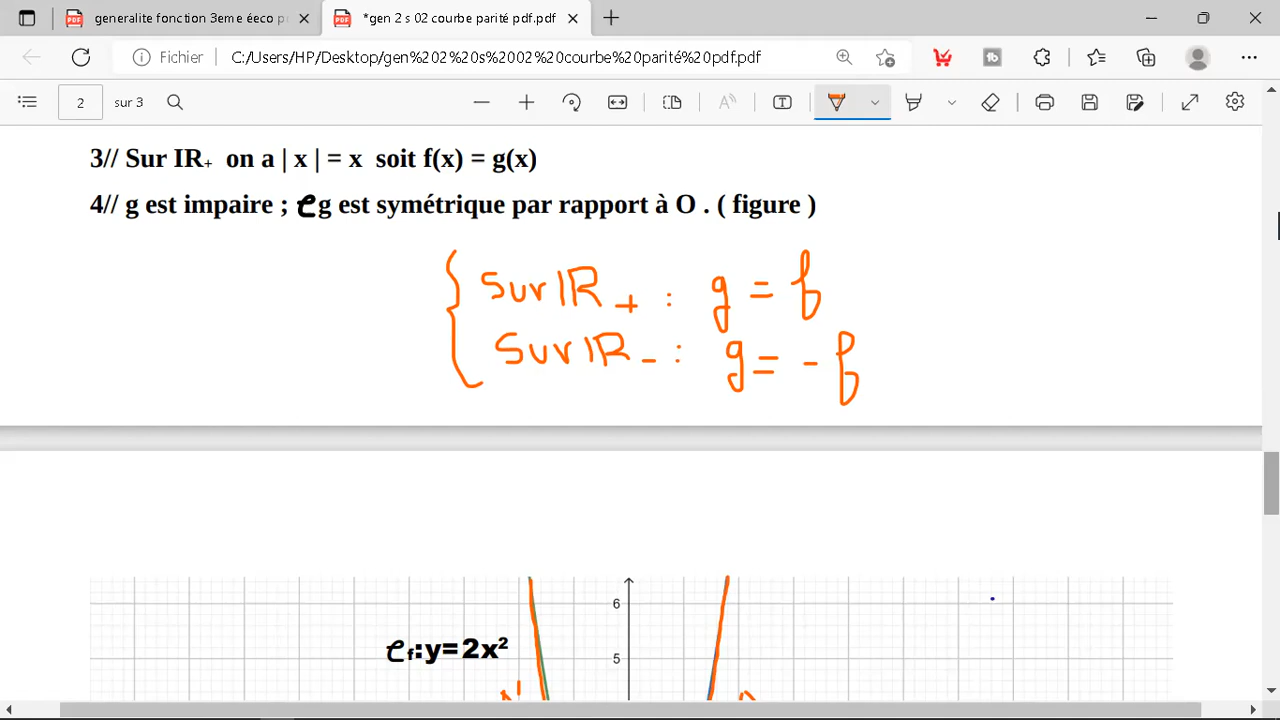 generalite fonction 3eme éeco p
*gen 2 s 02 courbe parité pdf.pdf
Fichier
C:/Users/HP/Desktop/gen%202%20s%2002%20courbe%20parité%20pdf.pdf
2 sur 3
3// Sur IR+ on a | x | = x soit f(x) = g(x)
4// g est impaire ; Cg est symétrique par rapport à O . ( figure )
Sur IR+ : g = f
Sur IR- : g = - f
6
Cf:y=2x²
5